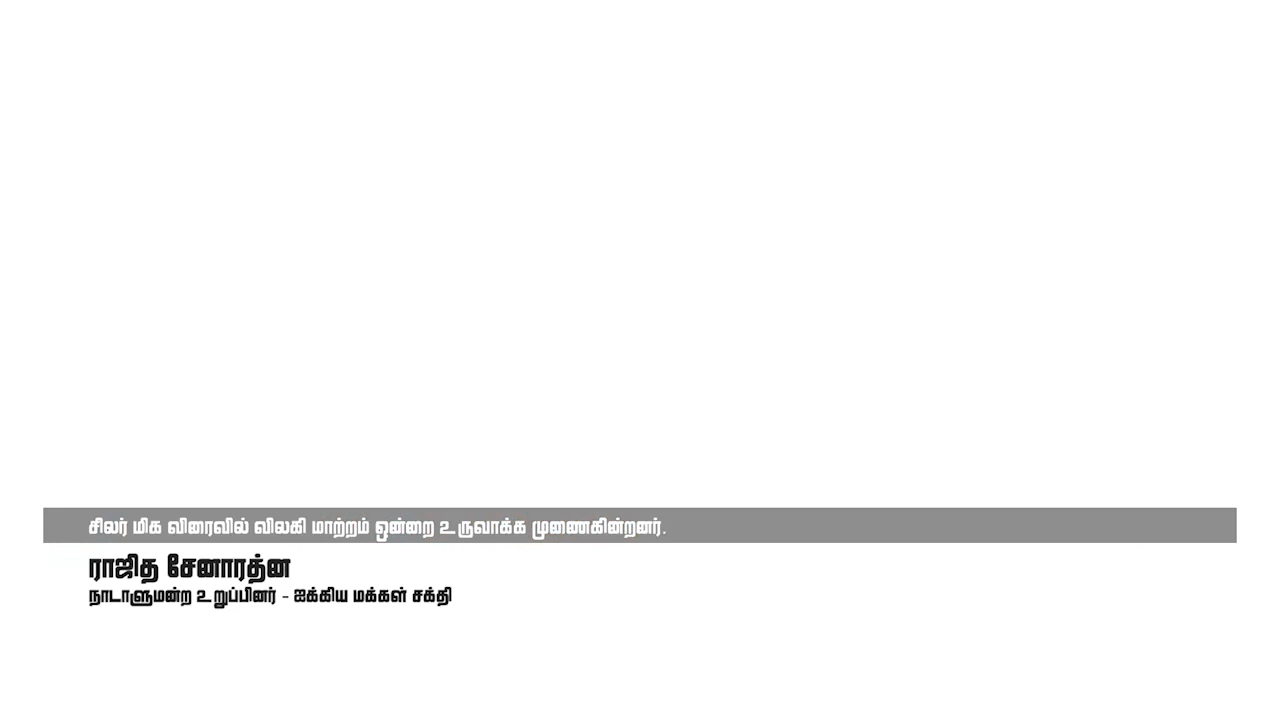 சிலர் மிக விரைவில் விலகி மாற்றம் ஒன்றை உருவாக்க முணைகின்றனர்.
ராஜித சேனாரத்ன
நாடாளுமன்ற உறுப்பினர் - ஐக்கிய மக்கள் சக்தி